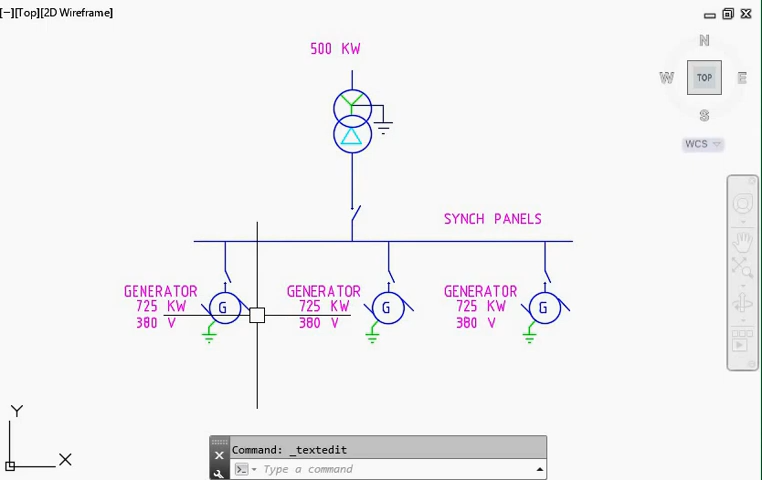 [−][Top][2D Wireframe]
500 KW
N
W TOP E
S
WCS
SYNCH PANELS
GENERATOR
725 KW
380 V
G
GENERATOR
725 KW
380 V
G
GENERATOR
725 KW
380 V
G
Y
X
Command: _textedit
Type a command